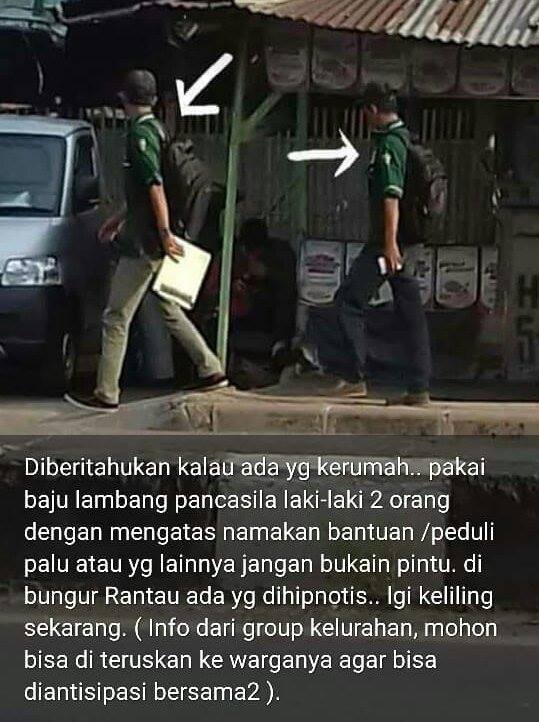 Diberitahukan kalau ada yg kerumah.. pakai
baju lambang pancasila laki-laki 2 orang
dengan mengatas namakan bantuan /peduli
palu atau yg lainnya jangan bukain pintu. di
bungur Rantau ada yg dihipnotis.. lgi keliling
sekarang. ( Info dari group kelurahan, mohon
bisa di teruskan ke warganya agar bisa
diantisipasi bersama2 ).